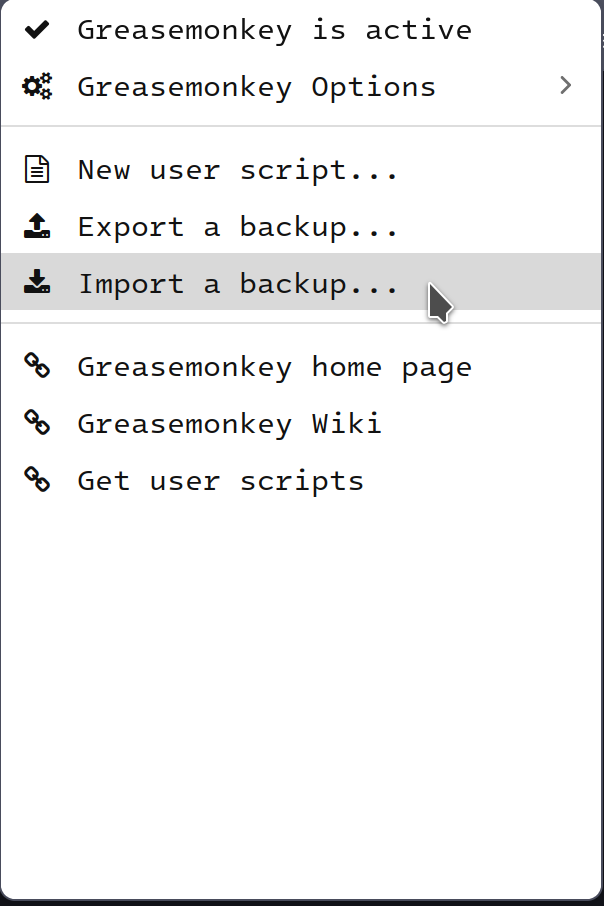 Greasemonkey is active
Greasemonkey Options
New user script...
Export a backup...
Import a backup...
Greasemonkey home page
Greasemonkey Wiki
Get user scripts